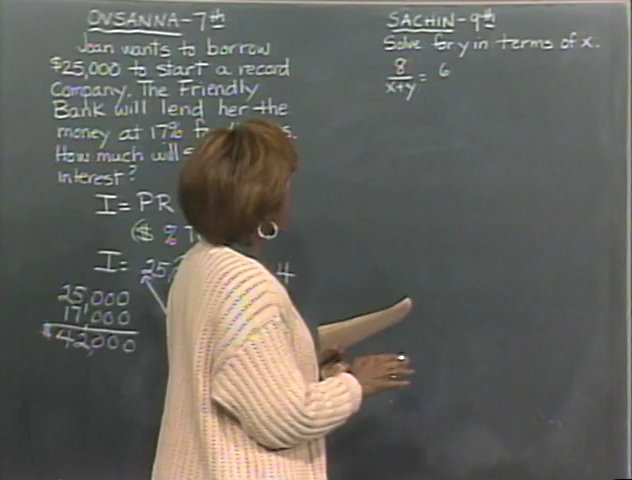 OVSANNA-7th
Joan wants to borrow
$25,000 to start a record
Company. The Friendly
Bank will lend her the
money at 17%
How much will
interest?
I = PR
($ %
I = 25,
4
25,000
17,000
$42,000
SACHIN-9th
Solve for y in terms of x.
8
x+y = 6